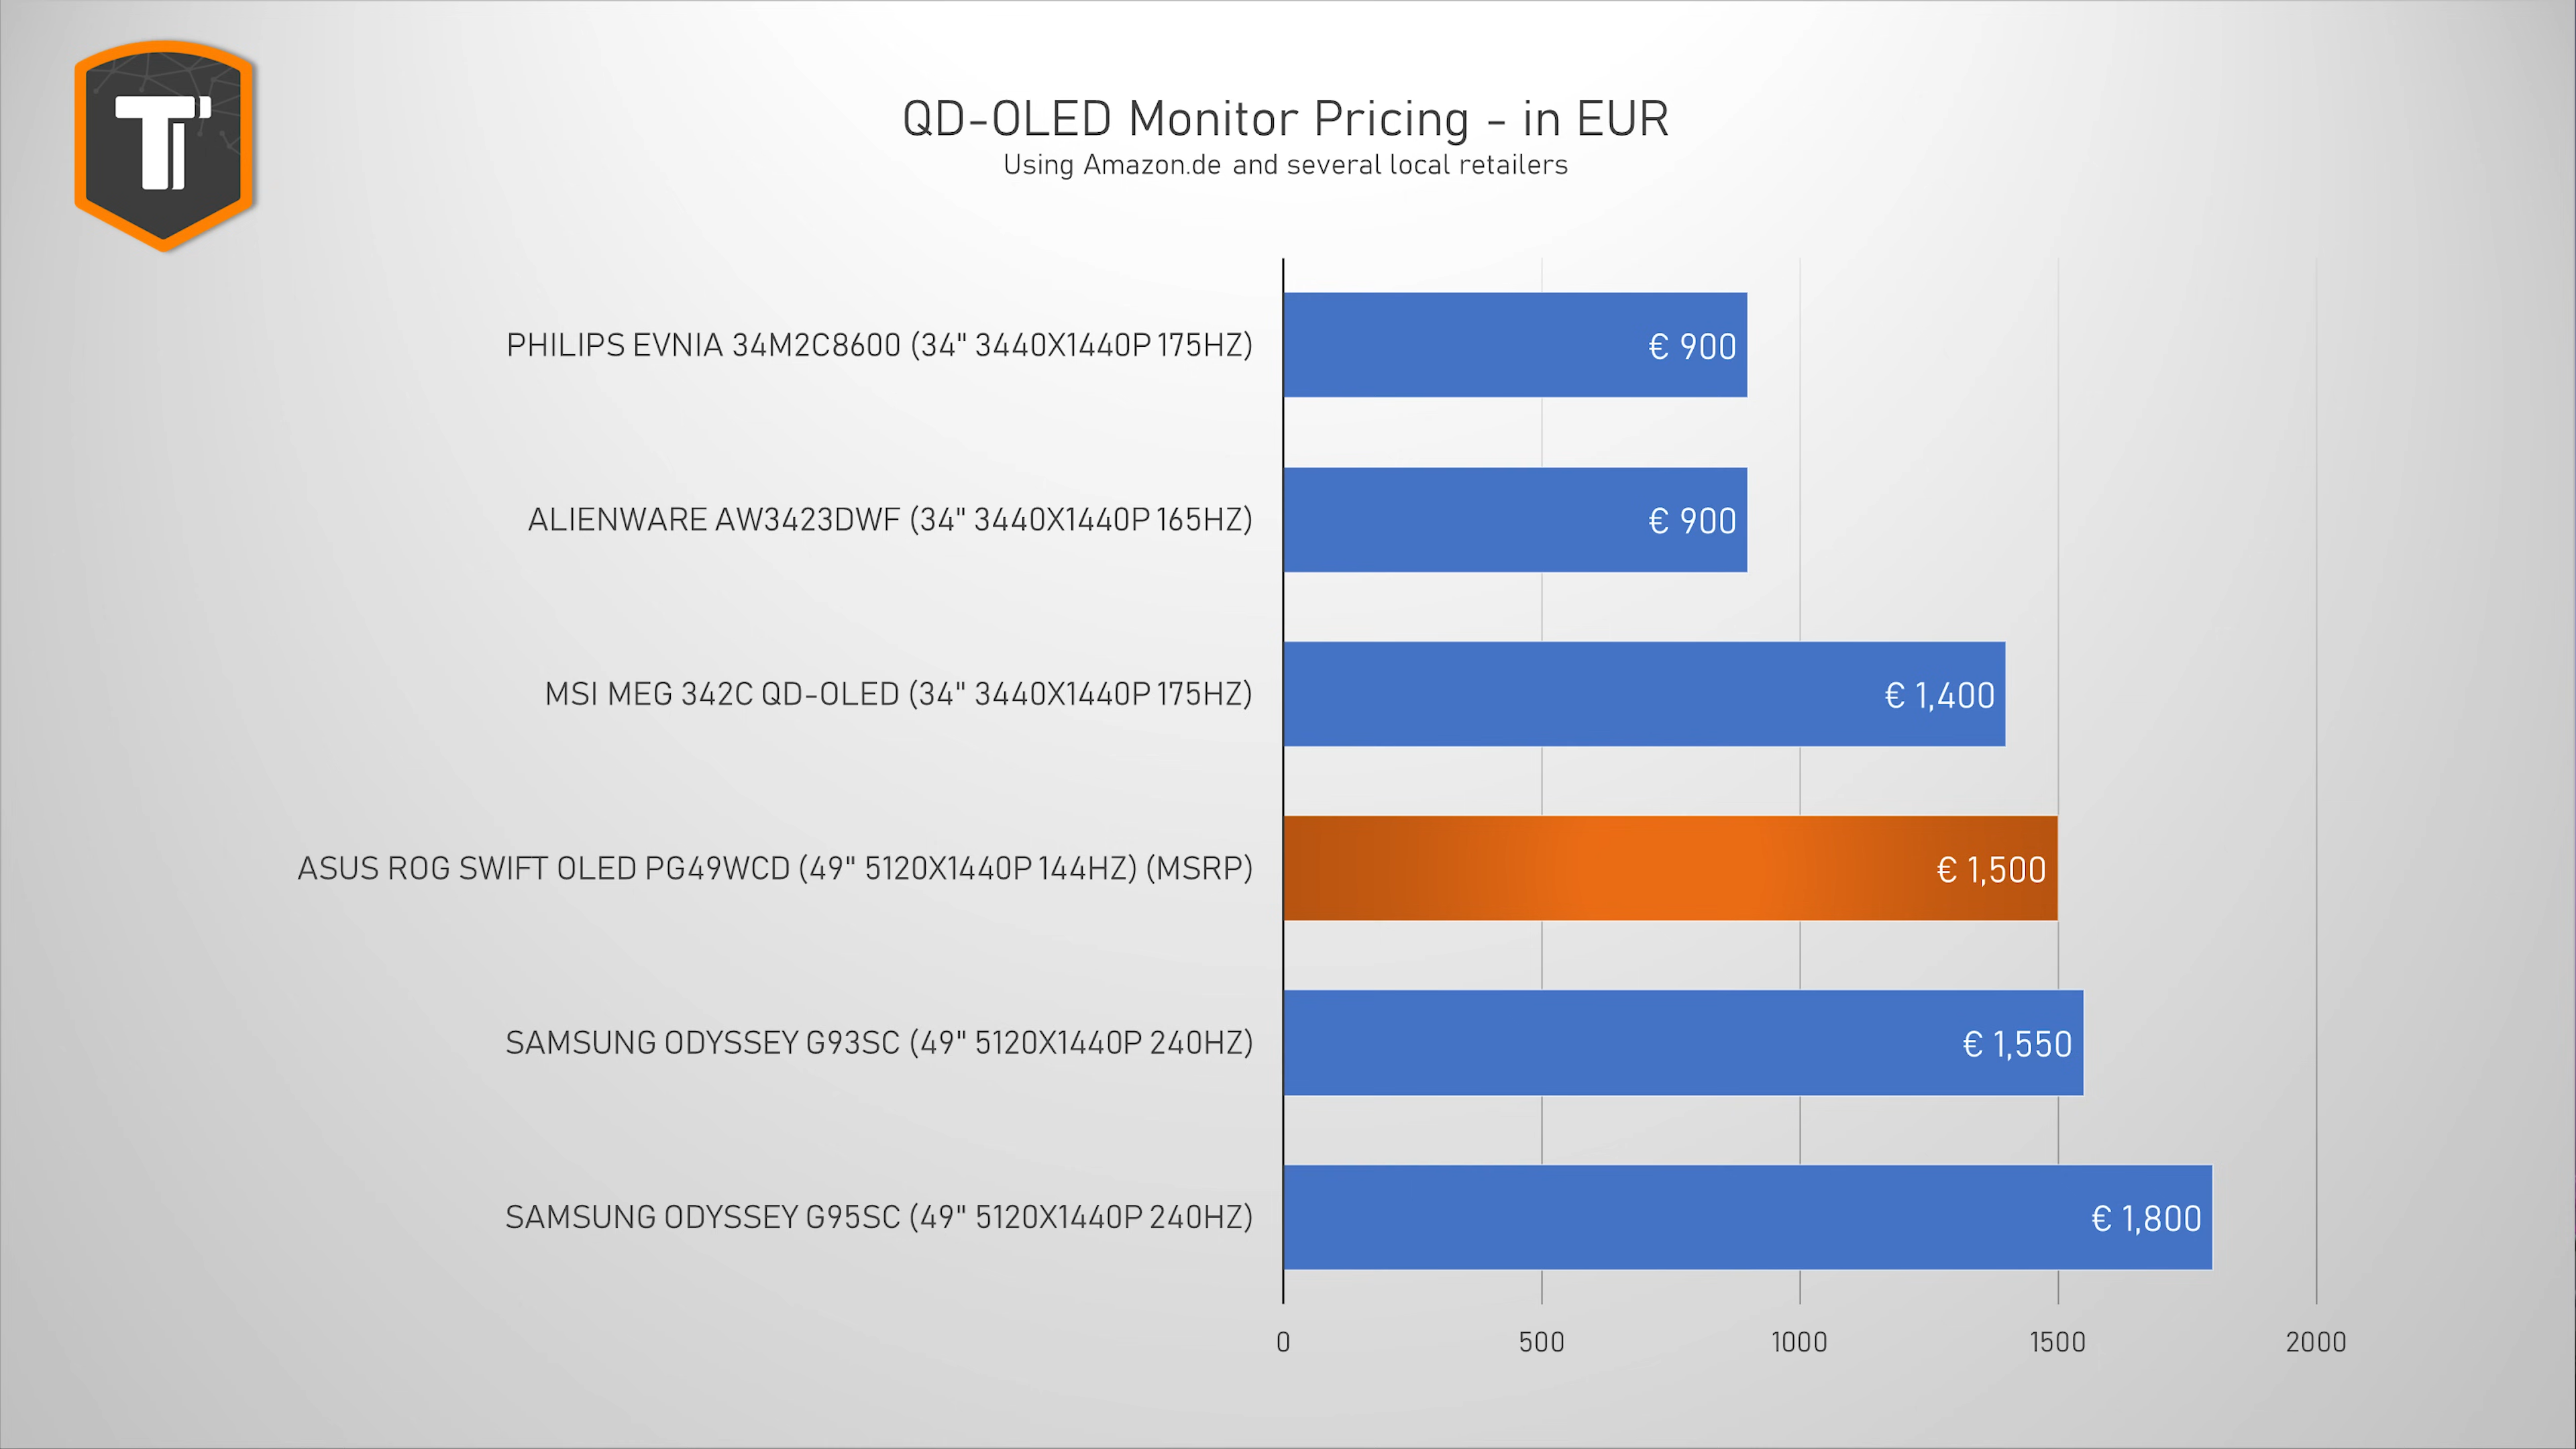 QD-OLED Monitor Pricing - in EUR
Using Amazon.de and several local retailers
PHILIPS EVNIA 34M2C8600 (34" 3440X1440P 175HZ)
€ 900
ALIENWARE AW3423DWF (34" 3440X1440P 165HZ)
€ 900
MSI MEG 342C QD-OLED (34" 3440X1440P 175HZ)
€ 1,400
ASUS ROG SWIFT OLED PG49WCD (49" 5120X1440P 144HZ) (MSRP)
€ 1,500
SAMSUNG ODYSSEY G93SC (49" 5120X1440P 240HZ)
€ 1,550
SAMSUNG ODYSSEY G95SC (49" 5120X1440P 240HZ)
€ 1,800
0 500 1000 1500 2000